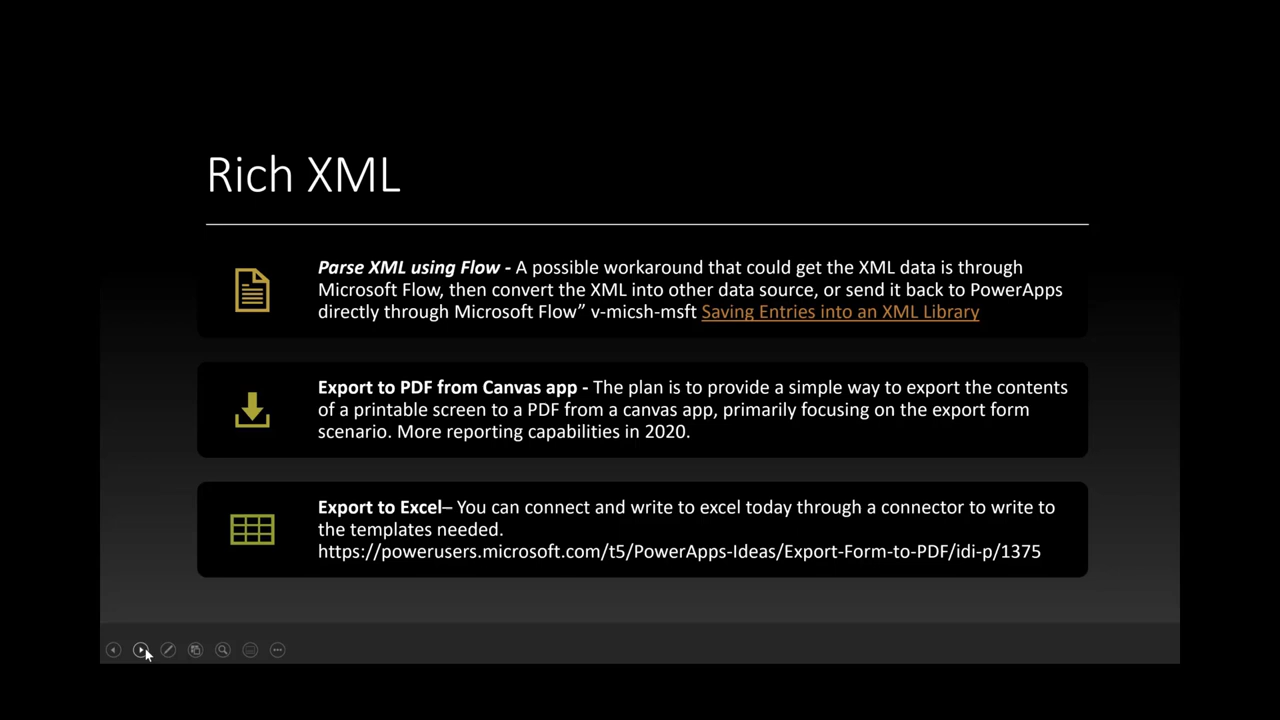 Rich XML
Parse XML using Flow - A possible workaround that could get the XML data is through
Microsoft Flow, then convert the XML into other data source, or send it back to PowerApps
directly through Microsoft Flow” v-micsh-msft Saving Entries into an XML Library
Export to PDF from Canvas app - The plan is to provide a simple way to export the contents
of a printable screen to a PDF from a canvas app, primarily focusing on the export form
scenario. More reporting capabilities in 2020.
Export to Excel– You can connect and write to excel today through a connector to write to
the templates needed.
https://powerusers.microsoft.com/t5/PowerApps-Ideas/Export-Form-to-PDF/idi-p/1375